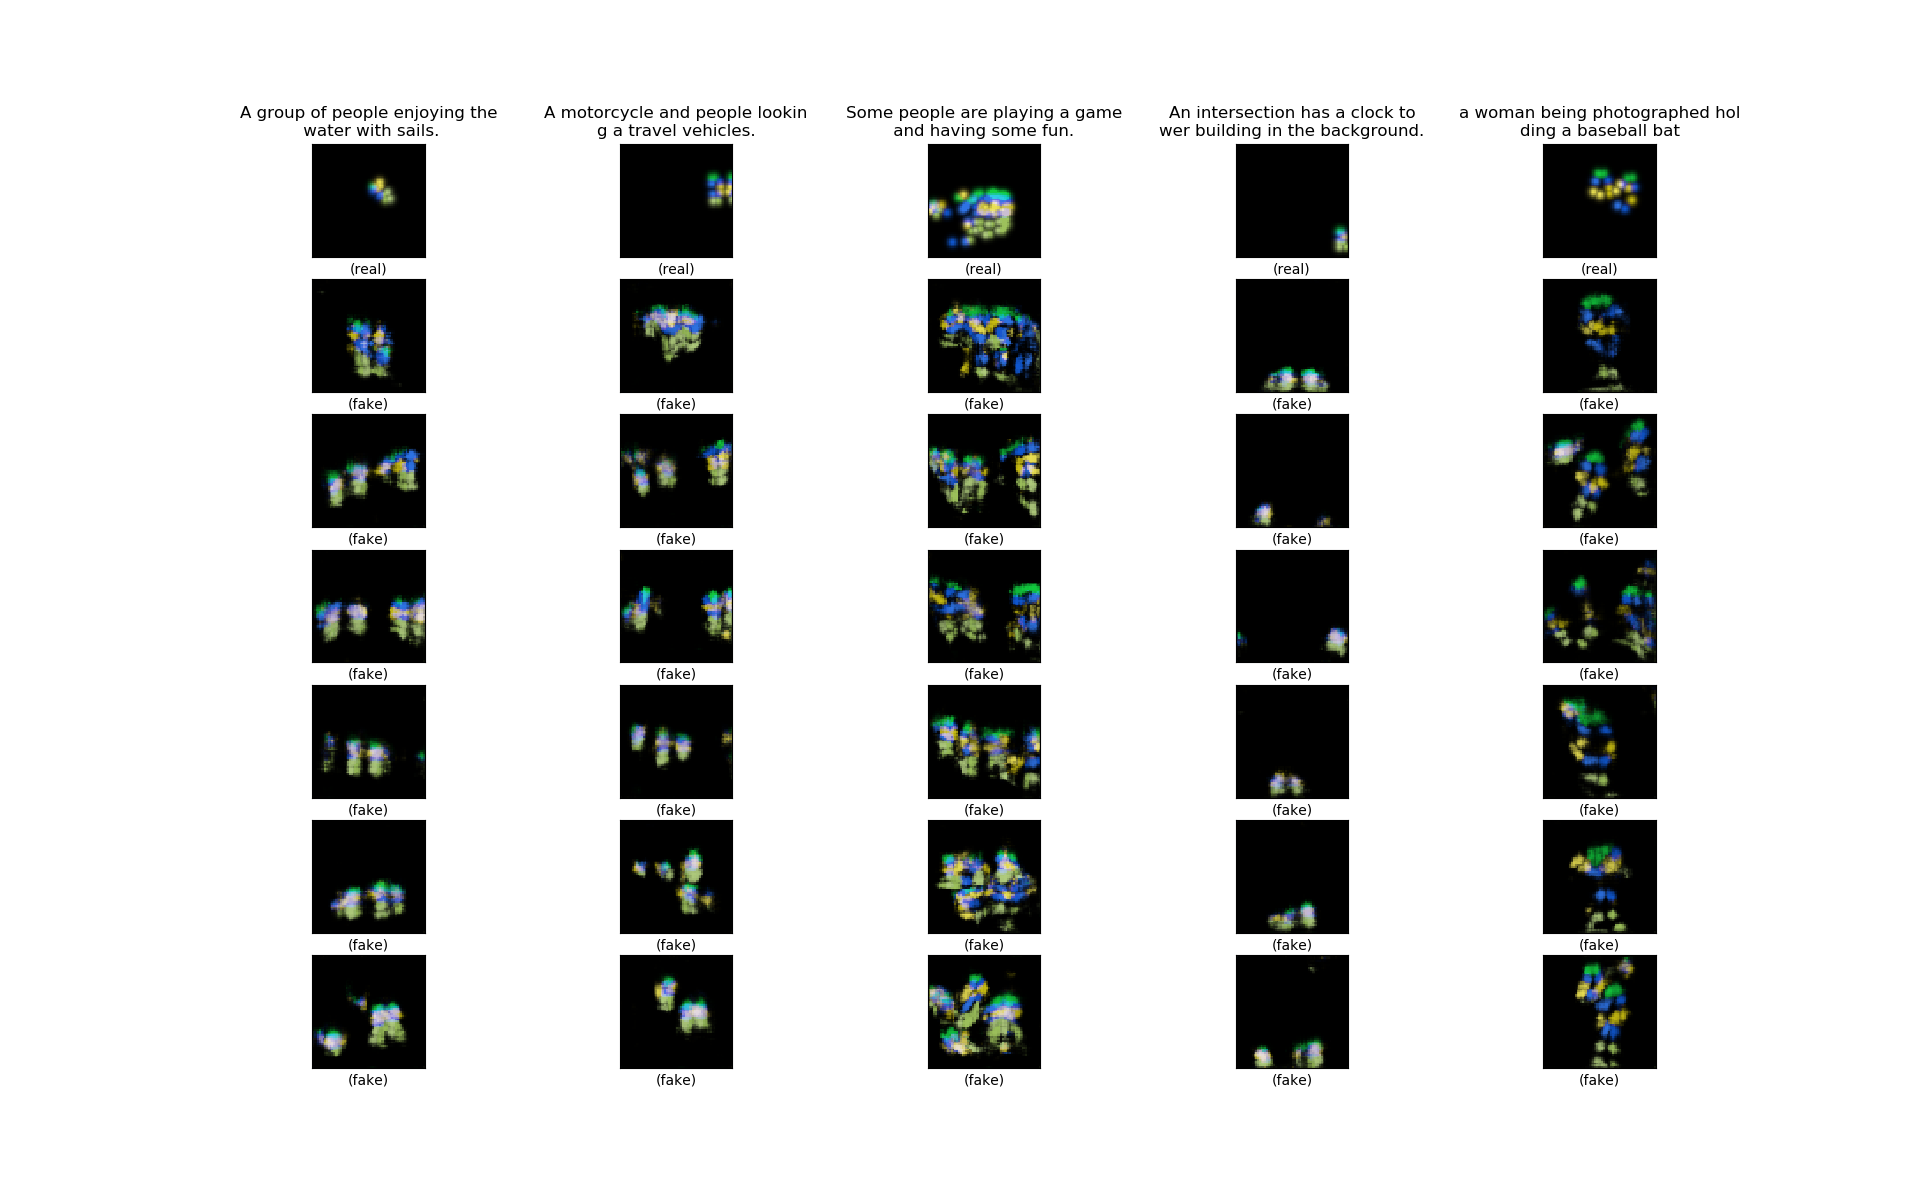 A group of people enjoying the
water with sails.
A motorcycle and people lookin
g a travel vehicles.
Some people are playing a game
and having some fun.
An intersection has a clock to
wer building in the background.
a woman being photographed hol
ding a baseball bat
(real) (real) (real) (real) (real)
(fake) (fake) (fake) (fake) (fake)
(fake) (fake) (fake) (fake) (fake)
(fake) (fake) (fake) (fake) (fake)
(fake) (fake) (fake) (fake) (fake)
(fake) (fake) (fake) (fake) (fake)
(fake) (fake) (fake) (fake) (fake)